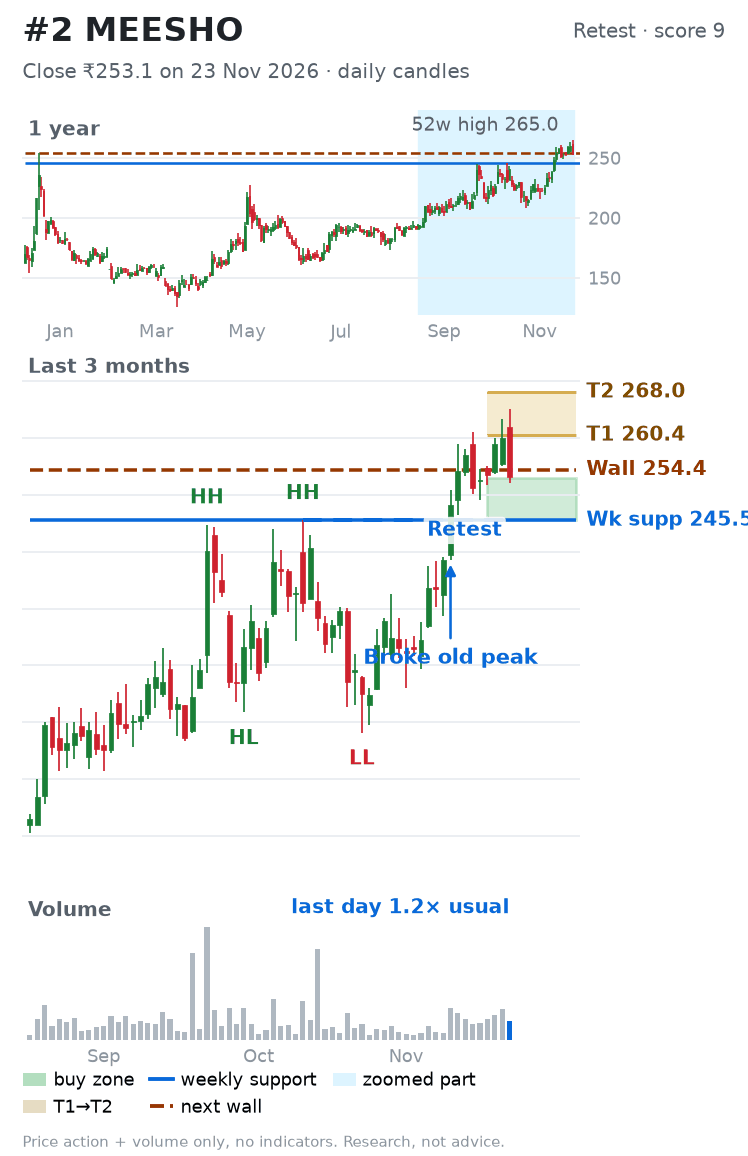 #2 MEESHO
Retest · score 9
Close ₹253.1 on 23 Nov 2026 · daily candles
1 year
52w high 265.0
250
200
150
Jan Mar May Jul Sep Nov
Last 3 months
T2 268.0
T1 260.4
Wall 254.4
Wk supp 245.5
HH
HH
Retest
Broke old peak
HL
LL
Volume
last day 1.2× usual
Sep Oct Nov
buy zone weekly support zoomed part
T1→T2 next wall
Price action + volume only, no indicators. Research, not advice.